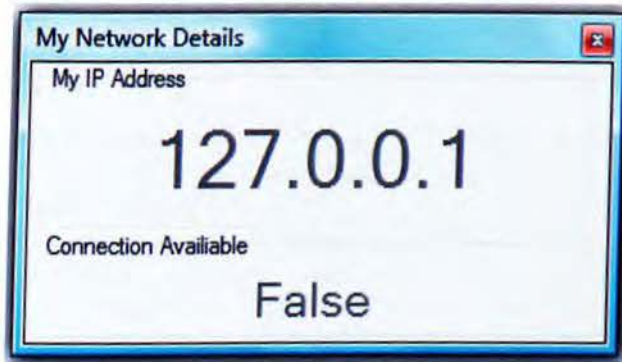 My Network Details
My IP Address
127.0.0.1
Connection Availiable
False